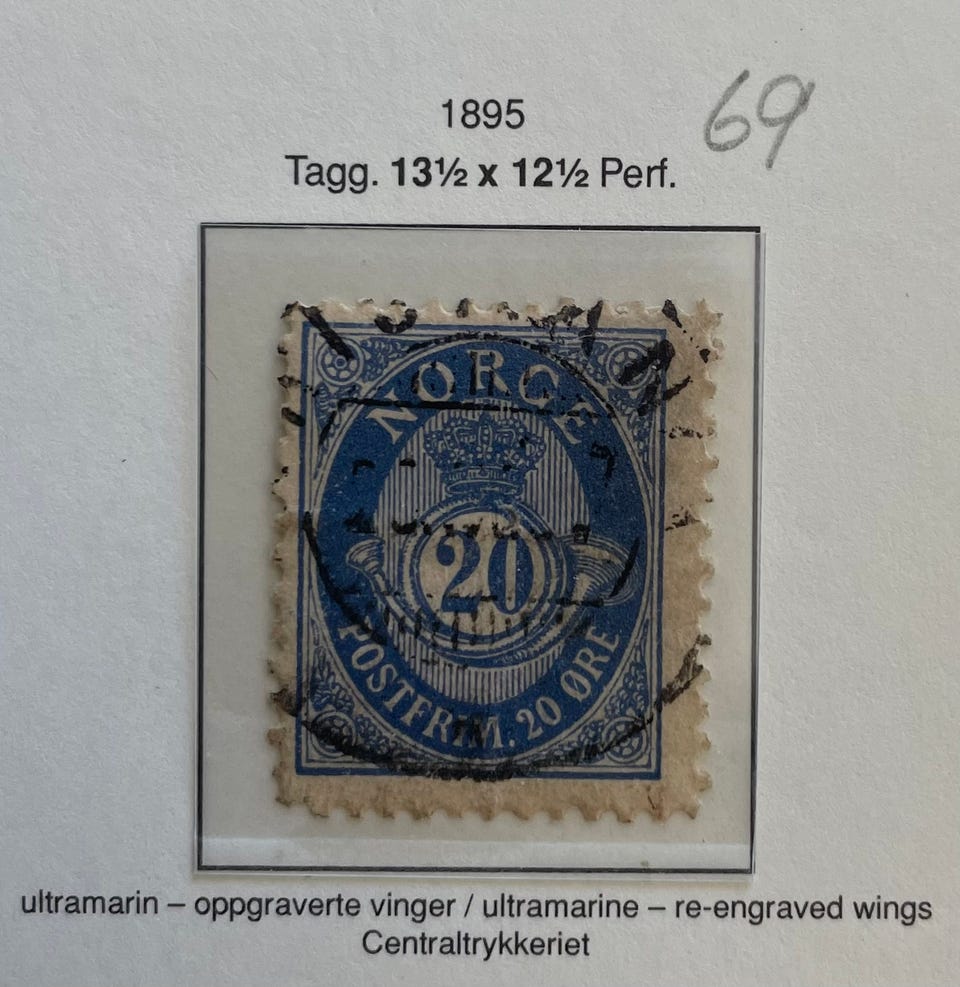 1895
69
Tagg. 13½ x 12½ Perf.
NORGE
20
POSTFRIM. 20 ØRE
ultramarin – oppgraverte vinger / ultramarine – re-engraved wings
Centraltrykkeriet